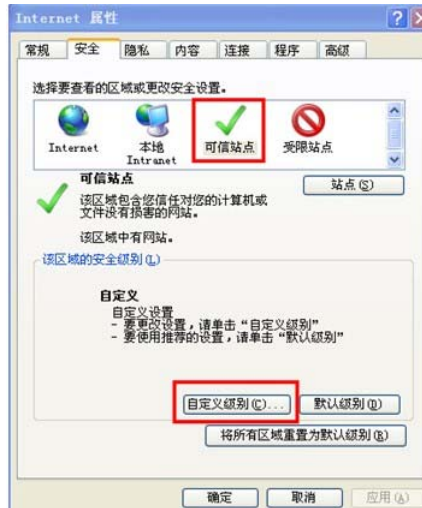 Internet 属性
常规 安全 隐私 内容 连接 程序 高级
选择要查看的区域或更改安全设置。
Internet 本地 Intranet 可信站点 受限站点
可信站点
站点(S)
该区域包含您信任对您的计算机或
文件没有损害的网站。
该区域中有网站。
该区域的安全级别(L)
自定义
自定义设置
- 要更改设置,请单击“自定义级别”
- 要使用推荐的设置,请单击“默认级别”
自定义级别(C)... 默认级别(D)
将所有区域重置为默认级别(R)
确定 取消 应用(A)